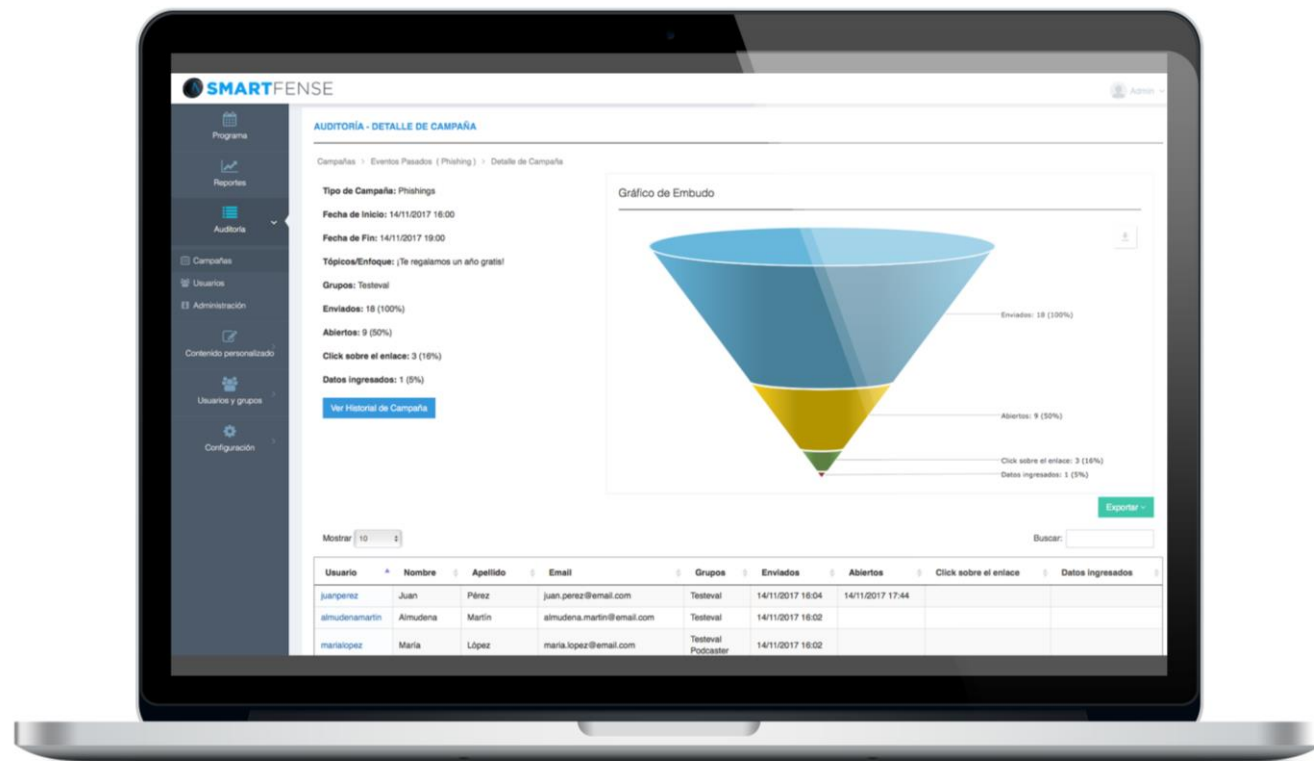 SMARTFENSE
Admin
Programa
Reportes
Auditoría
Campañas
Usuarios
Administración
Contenido personalizado
Usuarios y grupos
Configuración
AUDITORÍA - DETALLE DE CAMPAÑA
Campañas > Eventos Pasados ( Phishing ) > Detalle de Campaña
Tipo de Campaña: Phishings
Fecha de Inicio: 14/11/2017 16:00
Fecha de Fin: 14/11/2017 19:00
Tópicos/Enfoque: ¡Te regalamos un año gratis!
Grupos: Testeval
Enviados: 18 (100%)
Abiertos: 9 (50%)
Click sobre el enlace: 3 (16%)
Datos ingresados: 1 (5%)
Ver Historial de Campaña
Gráfico de Embudo
Enviados: 18 (100%)
Abiertos: 9 (50%)
Click sobre el enlace: 3 (16%)
Datos ingresados: 1 (5%)
Exportar
Mostrar 10
Buscar:
Usuario Nombre Apellido Email Grupos Enviados Abiertos Click sobre el enlace Datos ingresados
juanperez Juan Pérez juan.perez@email.com Testeval 14/11/2017 16:04 14/11/2017 17:44
almudenamartin Almudena Martín almudena.martin@email.com Testeval 14/11/2017 16:02
marialopez María López maria.lopez@email.com Testeval Podcaster 14/11/2017 16:02